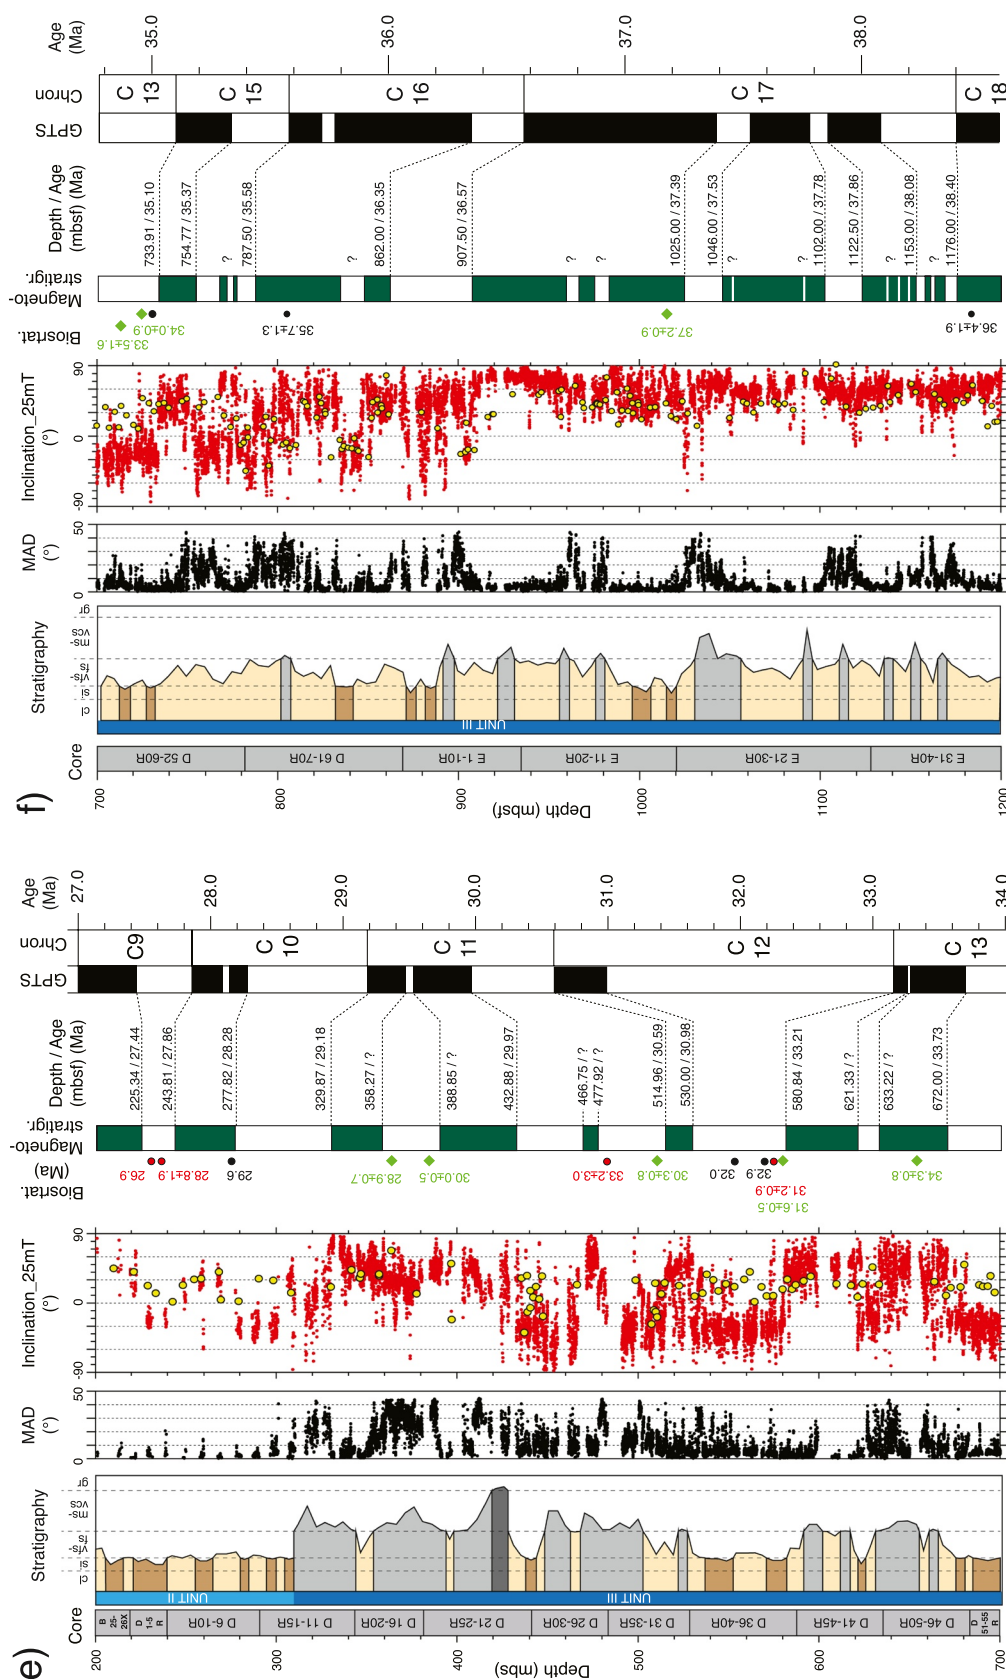 f)
Age
(Ma)
35.0
36.0
37.0
38.0
Chron
C
13
C
15
C
16
C
17
C
18
GPTS
Depth / Age
(mbsf) (Ma)
733.91 / 35.10
754.77 / 35.37
787.50 / 35.58
862.00 / 36.35
907.50 / 36.57
1025.00 / 37.39
1046.00 / 37.53
1102.00 / 37.78
1122.50 / 37.86
1153.00 / 38.08
1176.00 / 38.40
?
?
?
?
?
?
?
?
Magneto-
stratigr.
Biosrtat.
33.5±1.6
33.5±0.9
34.0±0.9
35.7±1.3
37.2±0.9
36.4±1.9
Inclination_25mT
(°)
90
0
-90
MAD
(°)
50
0
Stratigraphy
gr
ms-
vcs
vfs-
fs
si
cl
UNIT III
Core
D 52-60R
D 61-70R
E 1-10R
E 11-20R
E 21-30R
E 31-40R
700
800
900
1000
1100
1200
Depth (mbsf)
e)
Age
(Ma)
27.0
28.0
29.0
30.0
31.0
32.0
33.0
34.0
Chron
C9
C
10
C
11
C
12
C
13
GPTS
Depth / Age
(mbsf) (Ma)
225.34 / 27.44
243.81 / 27.86
277.82 / 28.28
329.87 / 29.18
358.27 / ?
388.85 / ?
432.88 / 29.97
466.75 / ?
477.92 / ?
514.96 / 30.59
530.00 / 30.98
580.84 / 33.21
621.33 / ?
633.22 / ?
672.00 / 33.73
Magneto-
stratigr.
Biosrtat.
(Ma)
26.9
28.8±1.9
29.6
28.9±0.7
30.0±0.5
33.2±3.0
30.3±0.8
32.0
32.9
31.2±0.9
31.6±0.5
34.3±0.8
Inclination_25mT
(°)
90
0
-90
MAD
(°)
50
0
Stratigraphy
gr
ms-
vcs
vfs-
fs
si
cl
UNIT II
UNIT III
Core
B
25-
26X
D
1-5
R
D 6-10R
D 11-15R
D 16-20R
D 21-25R
D 26-30R
D 31-35R
D 36-40R
D 41-45R
D 46-50R
D
51-55
R
200
300
400
500
600
700
Depth (mbs)